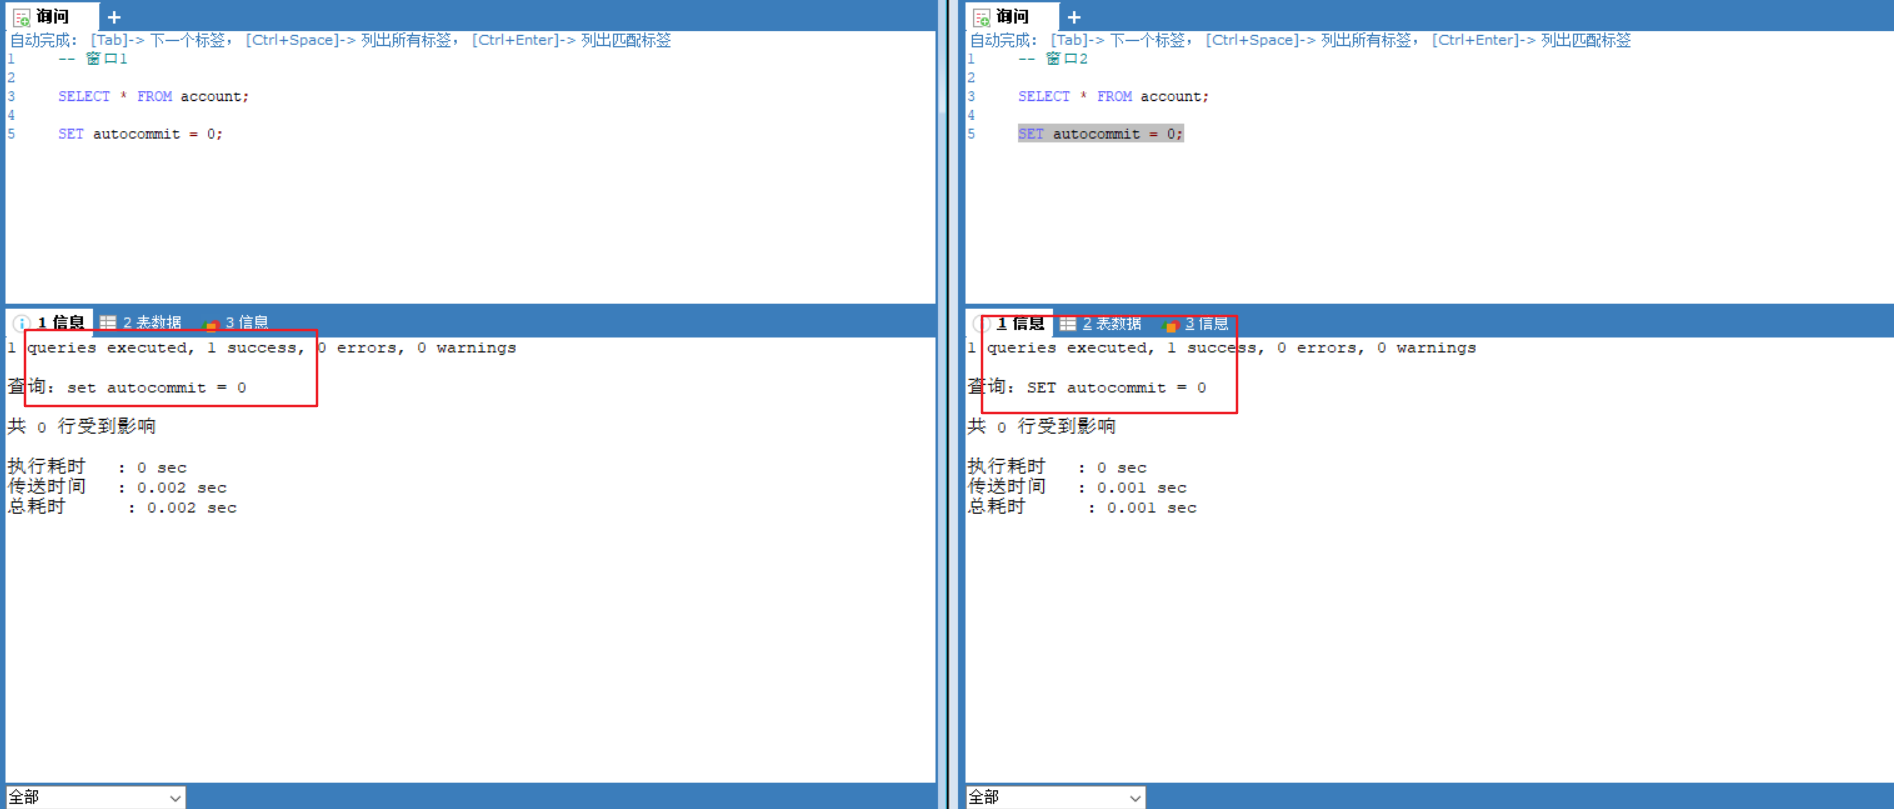 询问 +
自动完成: [Tab]-> 下一个标签, [Ctrl+Space]-> 列出所有标签, [Ctrl+Enter]-> 列出匹配标签
1 -- 窗口1
2
3 SELECT * FROM account;
4
5 SET autocommit = 0;
1 信息 2 表数据 3 信息
1 queries executed, 1 success, 0 errors, 0 warnings
查询: set autocommit = 0
共 0 行受到影响
执行耗时 : 0 sec
传送时间 : 0.002 sec
总耗时 : 0.002 sec
全部
询问 +
自动完成: [Tab]-> 下一个标签, [Ctrl+Space]-> 列出所有标签, [Ctrl+Enter]-> 列出匹配标签
1 -- 窗口2
2
3 SELECT * FROM account;
4
5 SET autocommit = 0;
1 信息 2 表数据 3 信息
1 queries executed, 1 success, 0 errors, 0 warnings
查询: SET autocommit = 0
共 0 行受到影响
执行耗时 : 0 sec
传送时间 : 0.001 sec
总耗时 : 0.001 sec
全部